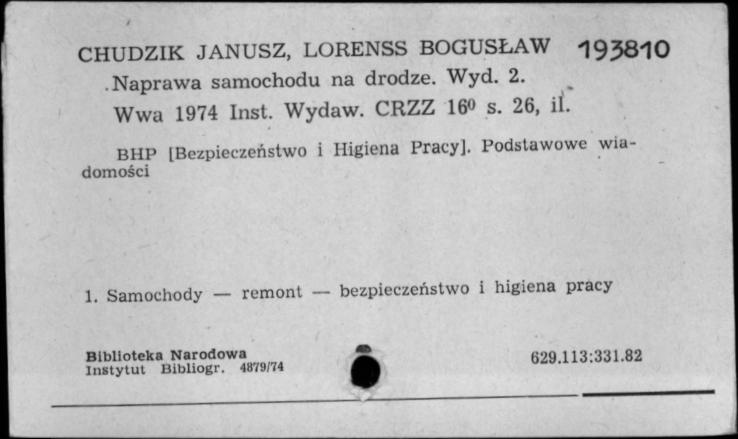 CHUDZIK JANUSZ, LORENSS BOGUSŁAW 193810
Naprawa samochodu na drodze. Wyd. 2.
Wwa 1974 Inst. Wydaw. CRZZ 16⁰ s. 26, il.
BHP [Bezpieczeństwo i Higiena Pracy]. Podstawowe wia-
domości
1. Samochody — remont — bezpieczeństwo i higiena pracy
Biblioteka Narodowa
Instytut Bibliogr. 4879/74
629.113:331.82